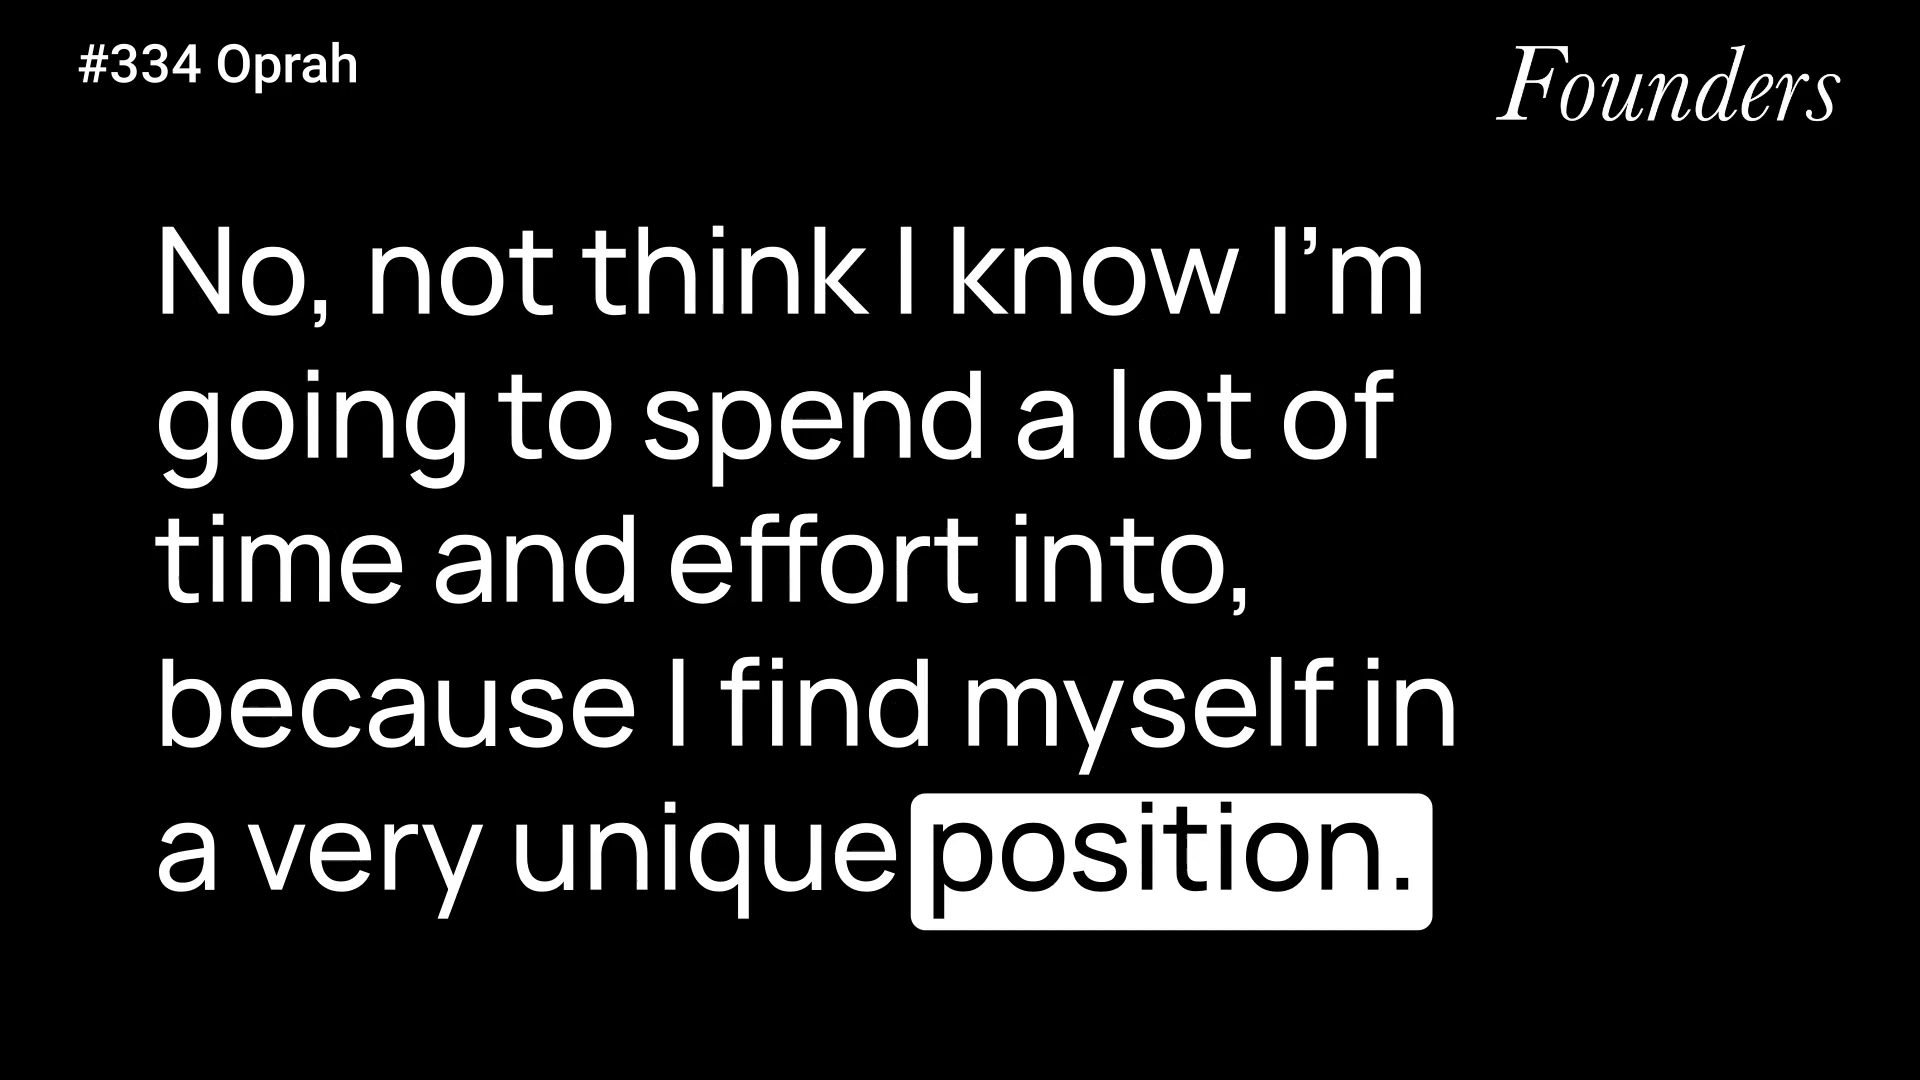 #334 Oprah
Founders
No, not think I know I’m
going to spend a lot of
time and effort into,
because I find myself in
a very unique position.